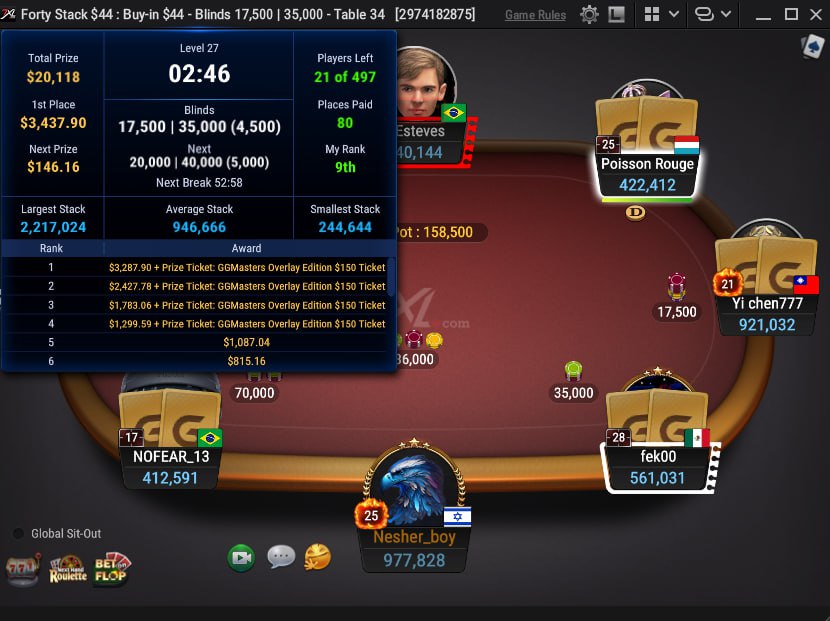 Forty Stack $44 : Buy-in $44 - Blinds 17,500 | 35,000 - Table 34 [2974182875]
Game Rules
Total Prize
$20,118
1st Place
$3,437.90
Next Prize
$146.16
Level 27
02:46
Blinds
17,500 | 35,000 (4,500)
Next
20,000 | 40,000 (5,000)
Next Break 52:58
Players Left
21 of 497
Places Paid
80
My Rank
9th
Largest Stack
2,217,024
Average Stack
946,666
Smallest Stack
244,644
Rank Award
1 $3,287.90 + Prize Ticket: GGMasters Overlay Edition $150 Ticket
2 $2,427.78 + Prize Ticket: GGMasters Overlay Edition $150 Ticket
3 $1,783.06 + Prize Ticket: GGMasters Overlay Edition $150 Ticket
4 $1,299.59 + Prize Ticket: GGMasters Overlay Edition $150 Ticket
5 $1,087.04
6 $815.16
Esteves
40,144
25
Poisson Rouge
422,412
D
Pot : 158,500
21
Yi chen777
921,032
17,500
.com
36,000
70,000
35,000
17
NOFEAR_13
412,591
28
fek00
561,031
25
Nesher_boy
977,828
Global Sit-Out
777
Next Hand
Roulette
BET
on
FLOP